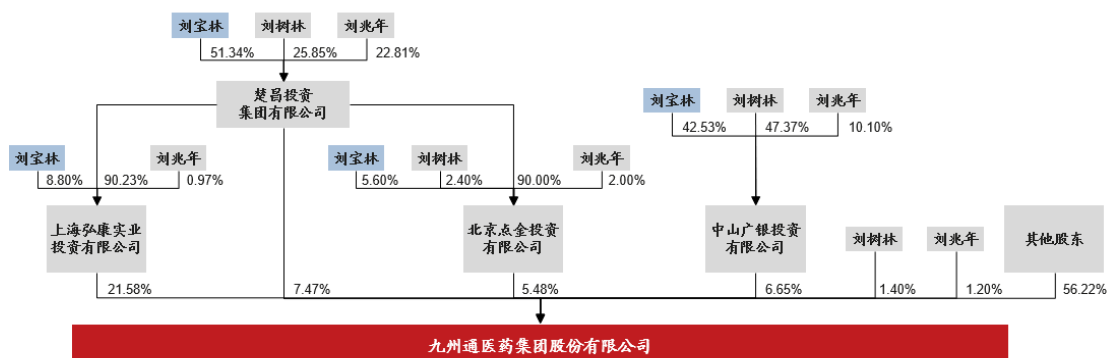 刘宝林
刘树林
刘兆年
51.34%
25.85%
22.81%
楚昌投资
集团有限公司
刘宝林
刘树林
刘兆年
42.53%
47.37%
10.10%
刘宝林
刘兆年
8.80%
90.23%
0.97%
刘宝林
刘树林
刘兆年
5.60%
2.40%
90.00%
2.00%
上海弘康实业
投资有限公司
北京点金投资
有限公司
中山广银投资
有限公司
刘树林
刘兆年
其他股东
21.58%
7.47%
5.48%
6.65%
1.40%
1.20%
56.22%
九州通医药集团股份有限公司